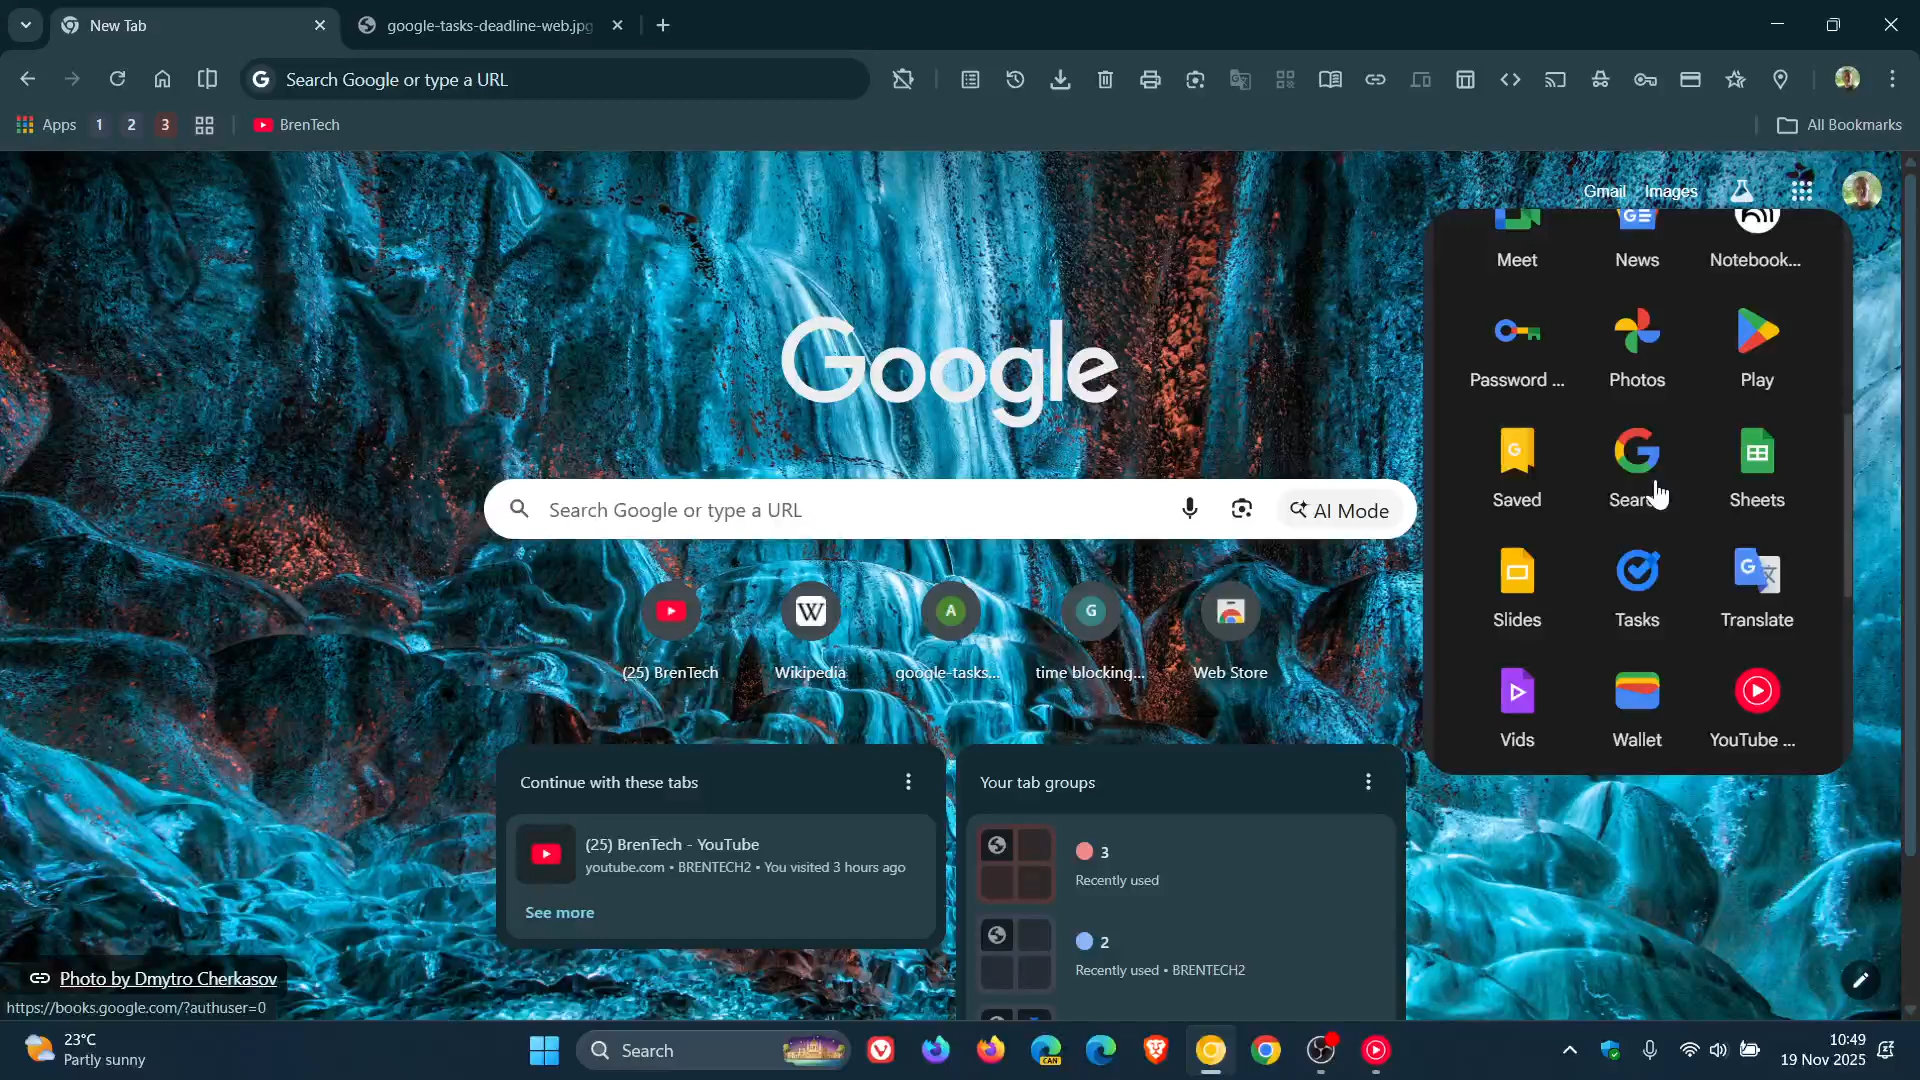 New Tab
google-tasks-deadline-web.jpg
Search Google or type a URL
Apps
1
2
3
BrenTech
All Bookmarks
Gmail
Images
Meet
News
Notebook...
Google
Password ...
Photos
Play
Saved
Search
Sheets
Search Google or type a URL
AI Mode
Slides
Tasks
Translate
(25) BrenTech
Wikipedia
google-tasks...
time blocking...
Web Store
Vids
Wallet
YouTube ...
Continue with these tabs
(25) BrenTech - YouTube
youtube.com • BRENTECH2 • You visited 3 hours ago
See more
Your tab groups
3
Recently used
2
Recently used • BRENTECH2
Photo by Dmytro Cherkasov
https://books.google.com/?authuser=0
23°C
Partly sunny
Search
CAN
10:49
19 Nov 2025